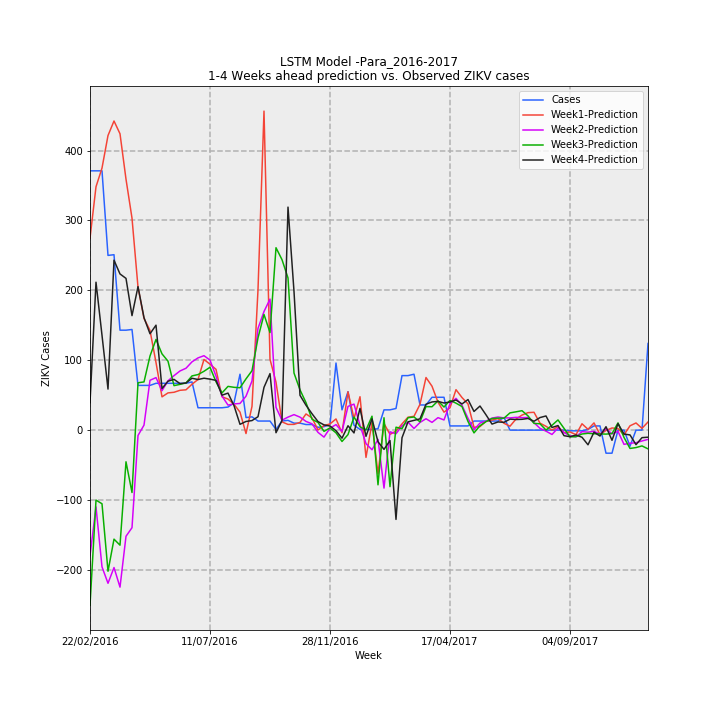 LSTM Model -Para_2016-2017
1-4 Weeks ahead prediction vs. Observed ZIKV cases
Cases
Week1-Prediction
Week2-Prediction
Week3-Prediction
Week4-Prediction
ZIKV Cases
400
300
200
100
0
−100
−200
22/02/2016 11/07/2016 28/11/2016 17/04/2017 04/09/2017
Week